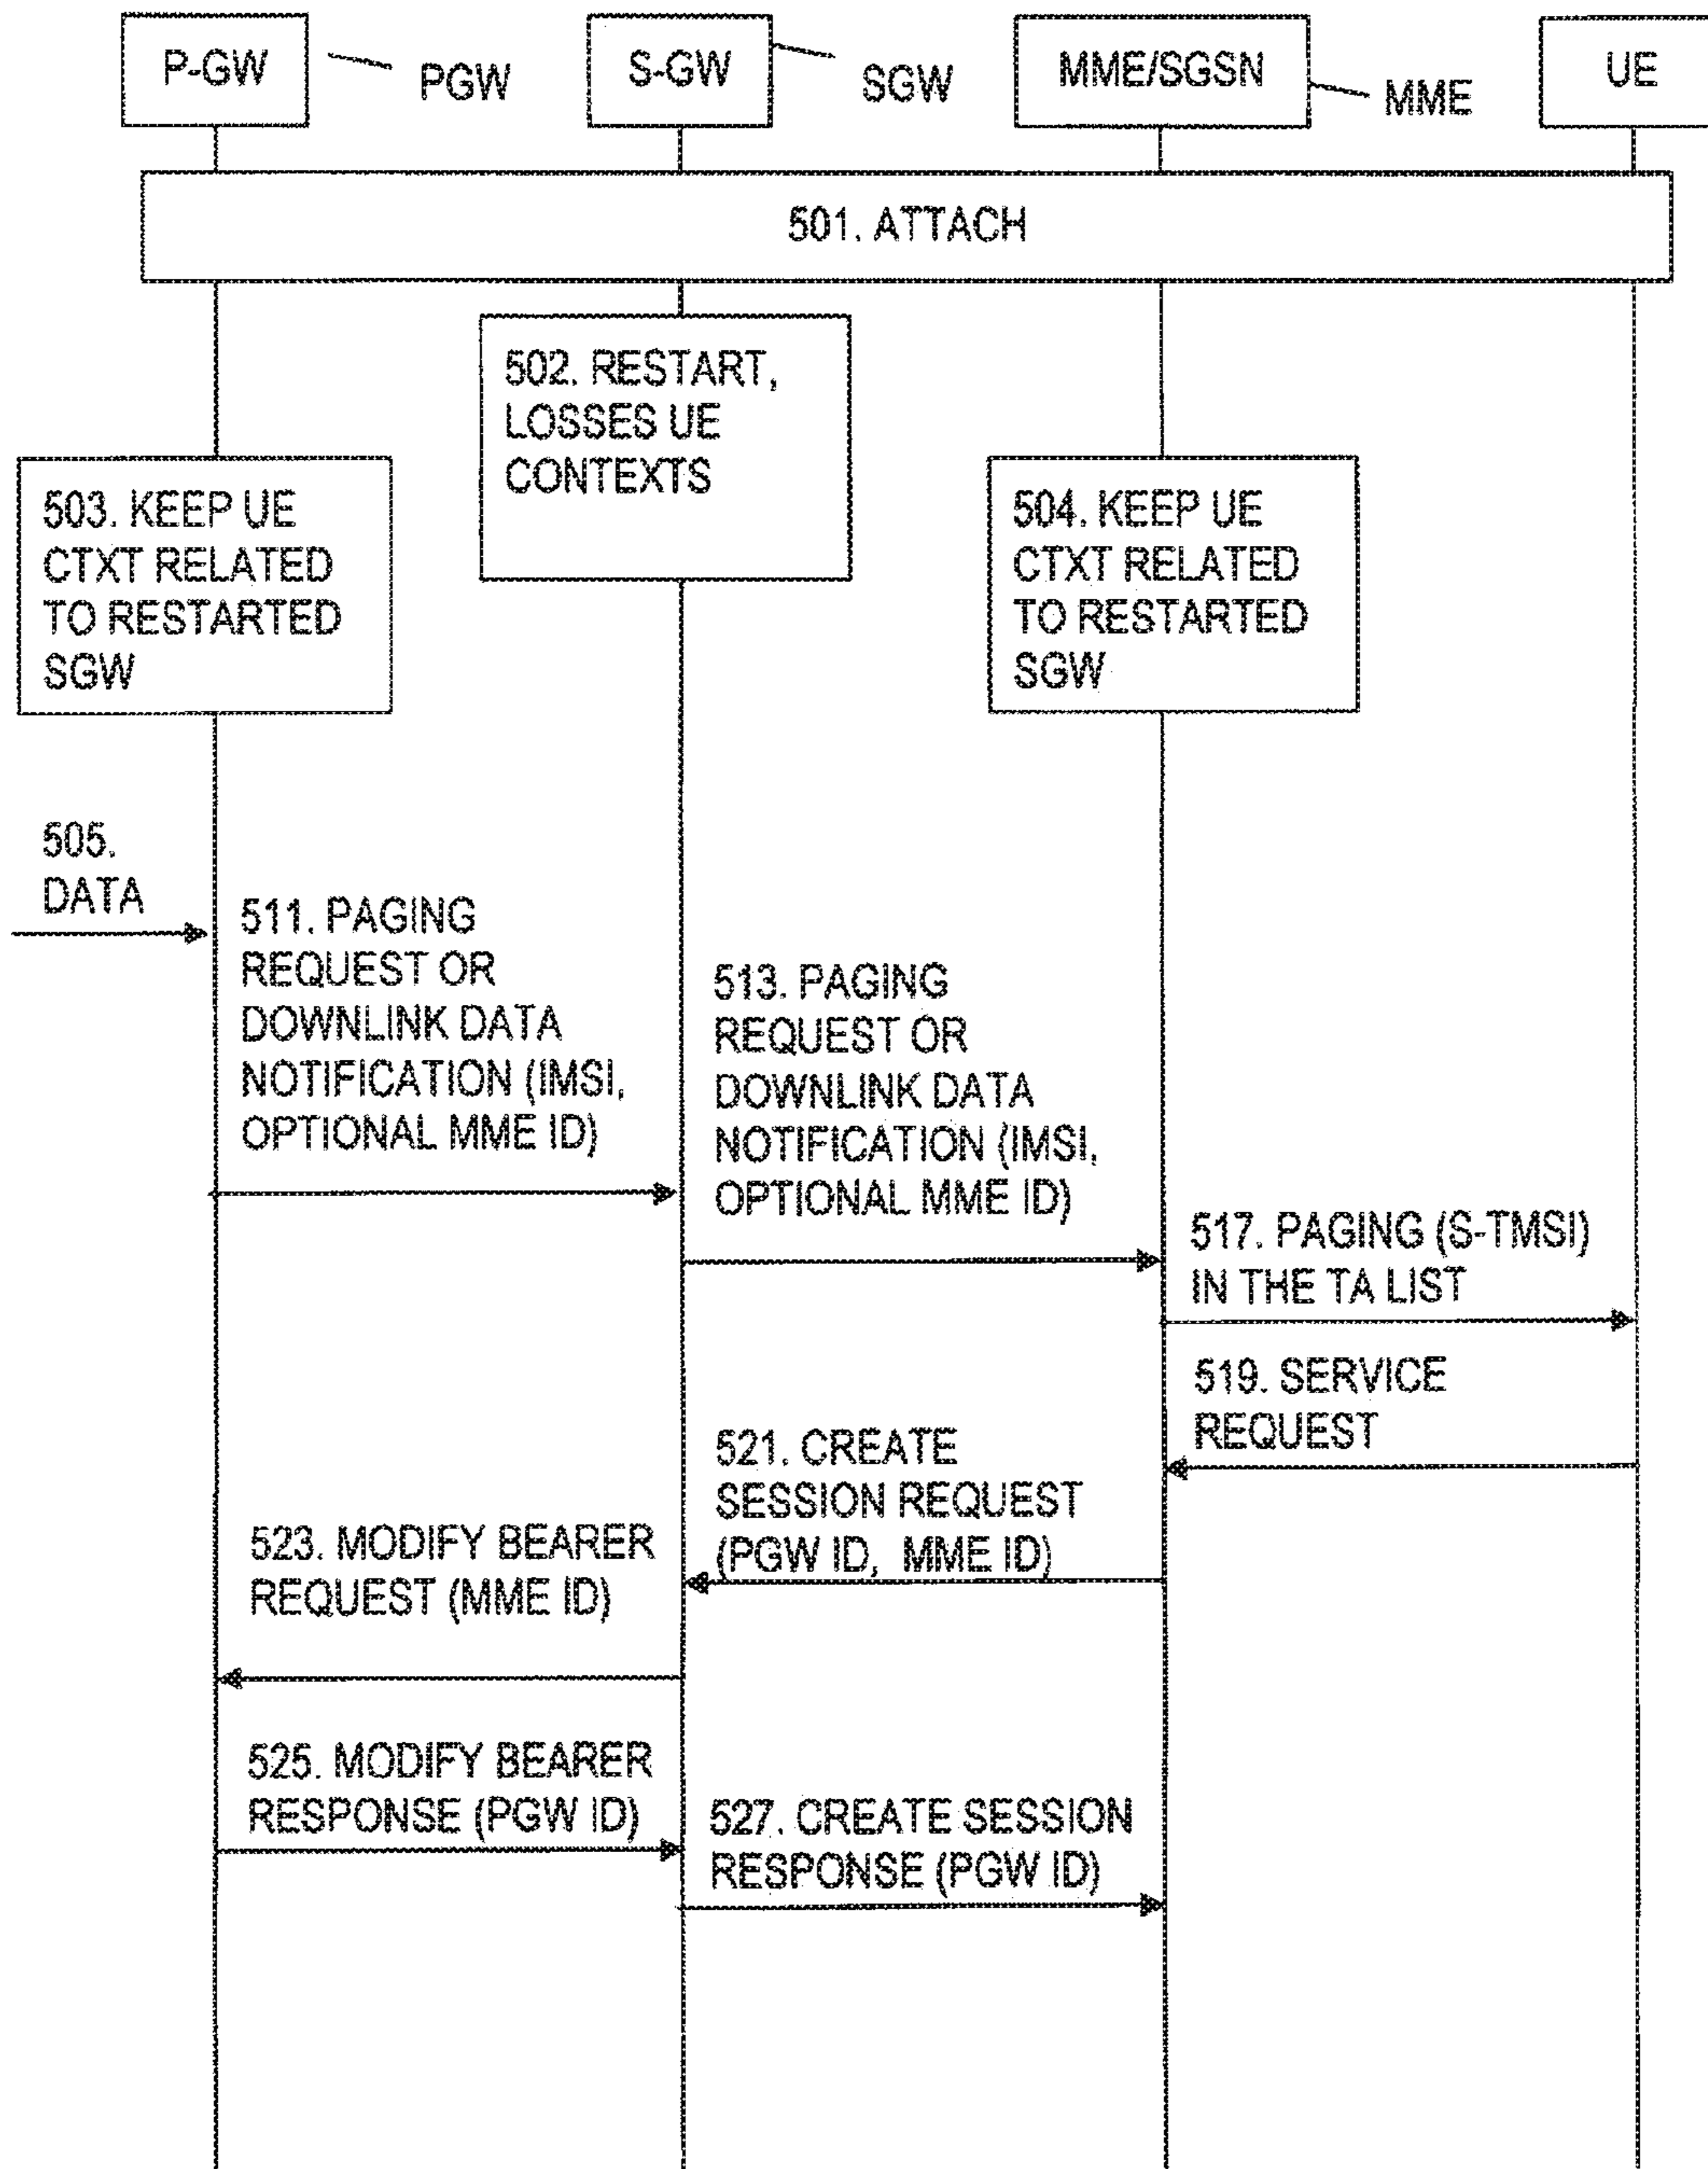 P-GW
PGW
S-GW
SGW
MME/SGSN
MME
UE
501. ATTACH
502. RESTART,
LOSSES UE
CONTEXTS
503. KEEP UE
CTXT RELATED
TO RESTARTED
SGW
504. KEEP UE
CTXT RELATED
TO RESTARTED
SGW
505.
DATA
511. PAGING
REQUEST OR
DOWNLINK DATA
NOTIFICATION (IMSI,
OPTIONAL MME ID)
513. PAGING
REQUEST OR
DOWNLINK DATA
NOTIFICATION (IMSI,
OPTIONAL MME ID)
517. PAGING (S-TMSI)
IN THE TA LIST
519. SERVICE
REQUEST
521. CREATE
SESSION REQUEST
(PGW ID, MME ID)
523. MODIFY BEARER
REQUEST (MME ID)
525. MODIFY BEARER
RESPONSE (PGW ID)
527. CREATE SESSION
RESPONSE (PGW ID)